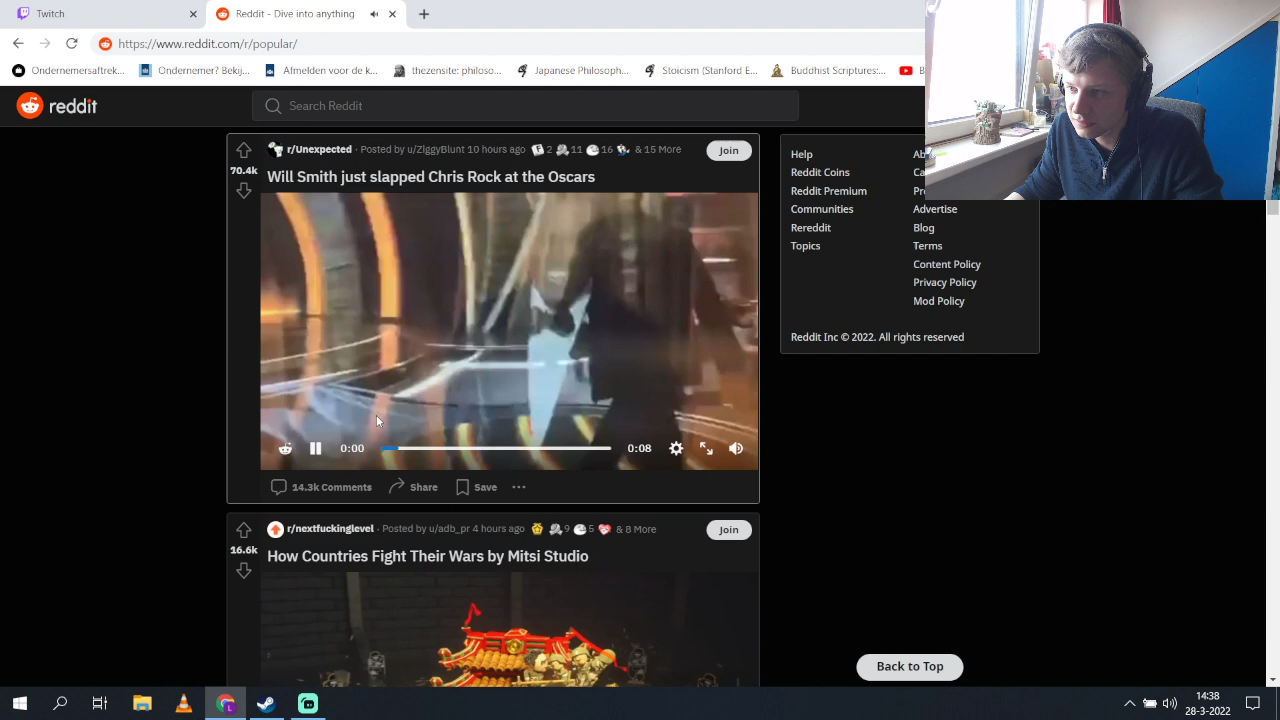 Twitch
Reddit - Dive into anything
https://www.reddit.com/r/popular/
Ondernemersaftrek...
Ondernemer? Bekij...
Afmelden voor de k...
thezensite: philoso...
Japanese Philosoph...
Stoicism (Stanford E...
Buddhist Scriptures:...
reddit
Search Reddit
r/Unexpected · Posted by u/ZIggyBlunt 10 hours ago 2 11 16 & 15 More
Join
70.4k
Will Smith just slapped Chris Rock at the Oscars
0:00
0:08
14.3k Comments
Share
Save
r/nextfuckinglevel · Posted by u/adb_pr 4 hours ago 9 5 & 8 More
Join
16.6k
How Countries Fight Their Wars by Mitsi Studio
Help
Reddit Coins
Reddit Premium
Communities
Advertise
Rereddit
Blog
Topics
Terms
Content Policy
Privacy Policy
Mod Policy
Reddit Inc © 2022. All rights reserved
Back to Top
14:38
28-3-2022